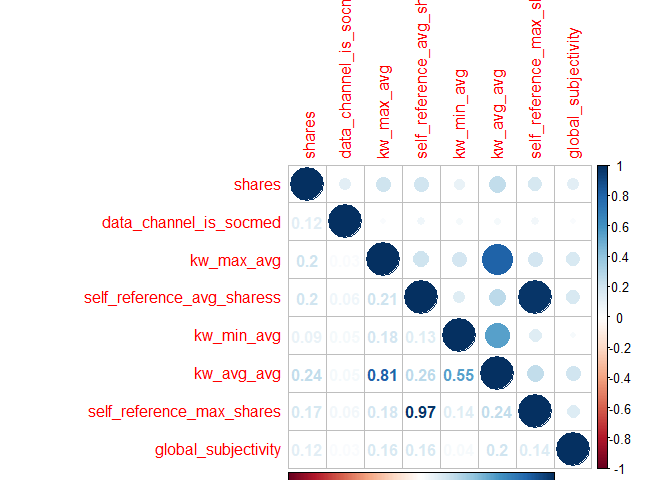 shares
data_channel_is_socm
kw_max_avg
self_reference_avg_sh
kw_min_avg
kw_avg_avg
self_reference_max_sh
global_subjectivity
shares
data_channel_is_socmed 0.12
kw_max_avg 0.2
self_reference_avg_sharess 0.2 0.06 0.21
kw_min_avg 0.09 0.05 0.18 0.13
kw_avg_avg 0.24 0.81 0.26 0.55
self_reference_max_shares 0.17 0.06 0.18 0.97 0.14 0.24
global_subjectivity 0.12 0.03 0.16 0.16 0.04 0.2 0.14
1
0.8
0.6
0.4
0.2
0
-0.2
-0.4
-0.6
-0.8
-1